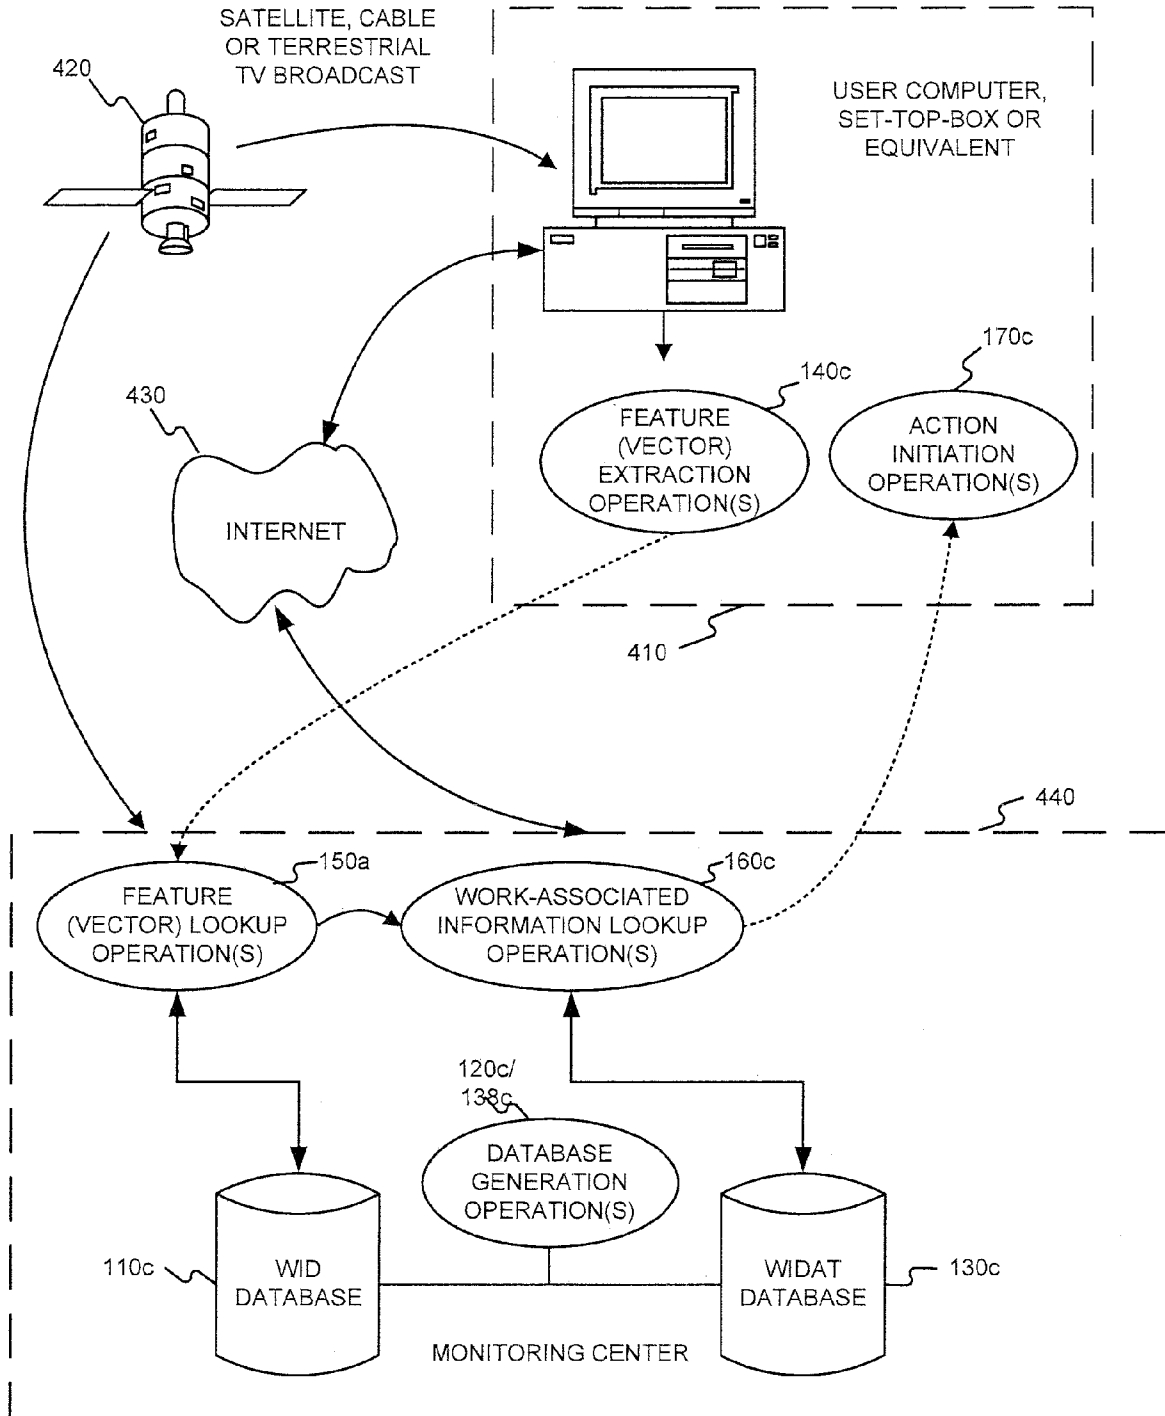 SATELLITE, CABLE
OR TERRESTRIAL
TV BROADCAST
420
USER COMPUTER,
SET-TOP-BOX OR
EQUIVALENT
170c
140c
430
FEATURE
(VECTOR)
EXTRACTION
OPERATION(S)
ACTION
INITIATION
OPERATION(S)
INTERNET
410
440
150a
160c
FEATURE
(VECTOR) LOOKUP
OPERATION(S)
WORK-ASSOCIATED
INFORMATION LOOKUP
OPERATION(S)
120c/
138c
DATABASE
GENERATION
OPERATION(S)
110c
WID
DATABASE
WIDAT
DATABASE
130c
MONITORING CENTER